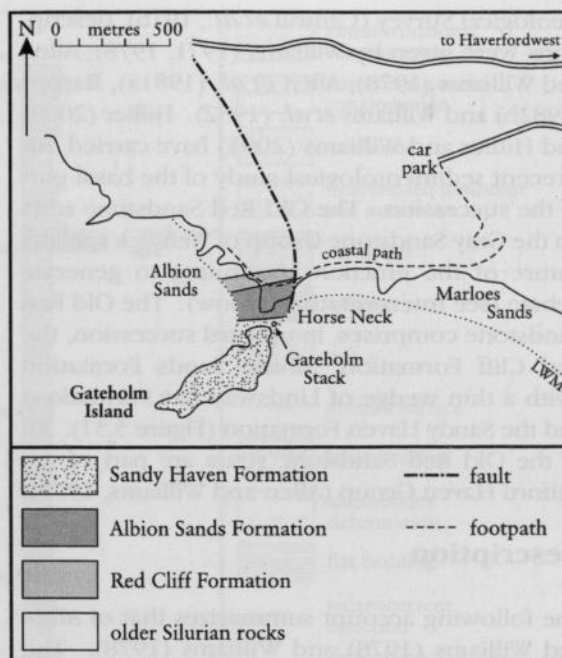 0 metres 500
N
to Haverfordwest
car
park
coastal path
Albion
Sands
Marloes
Sands
Horse Neck
Gateholm
Stack
LWM
Gateholm
Island
Sandy Haven Formation
fault
Albion Sands Formation
footpath
Red Cliff Formation
older Silurian rocks